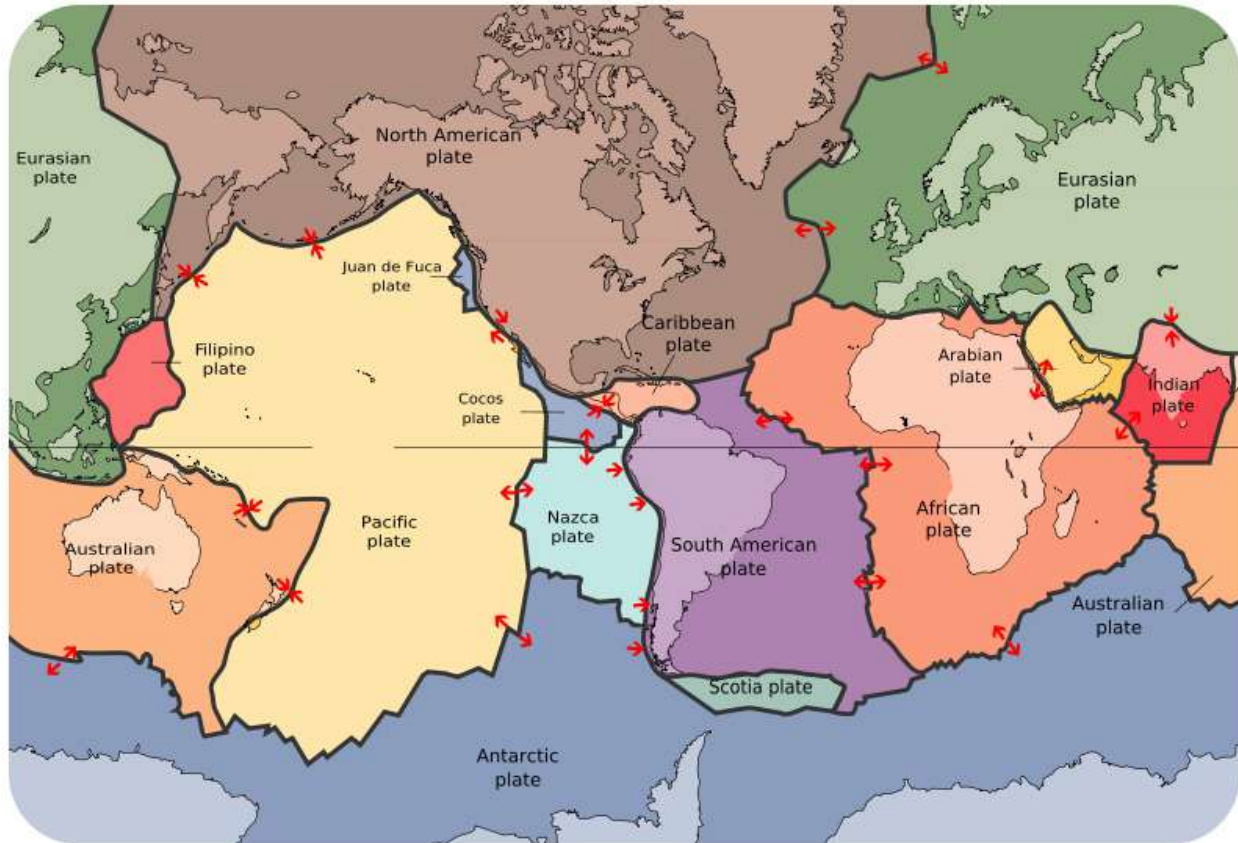 North American
plate
Eurasian
plate
Eurasian
plate
Juan de Fuca
plate
Caribbean
plate
Filipino
plate
Arabian
plate
Indian
plate
Cocos
plate
Pacific
plate
Nazca
plate
African
plate
Australian
plate
South American
plate
Australian
plate
Scotia plate
Antarctic
plate